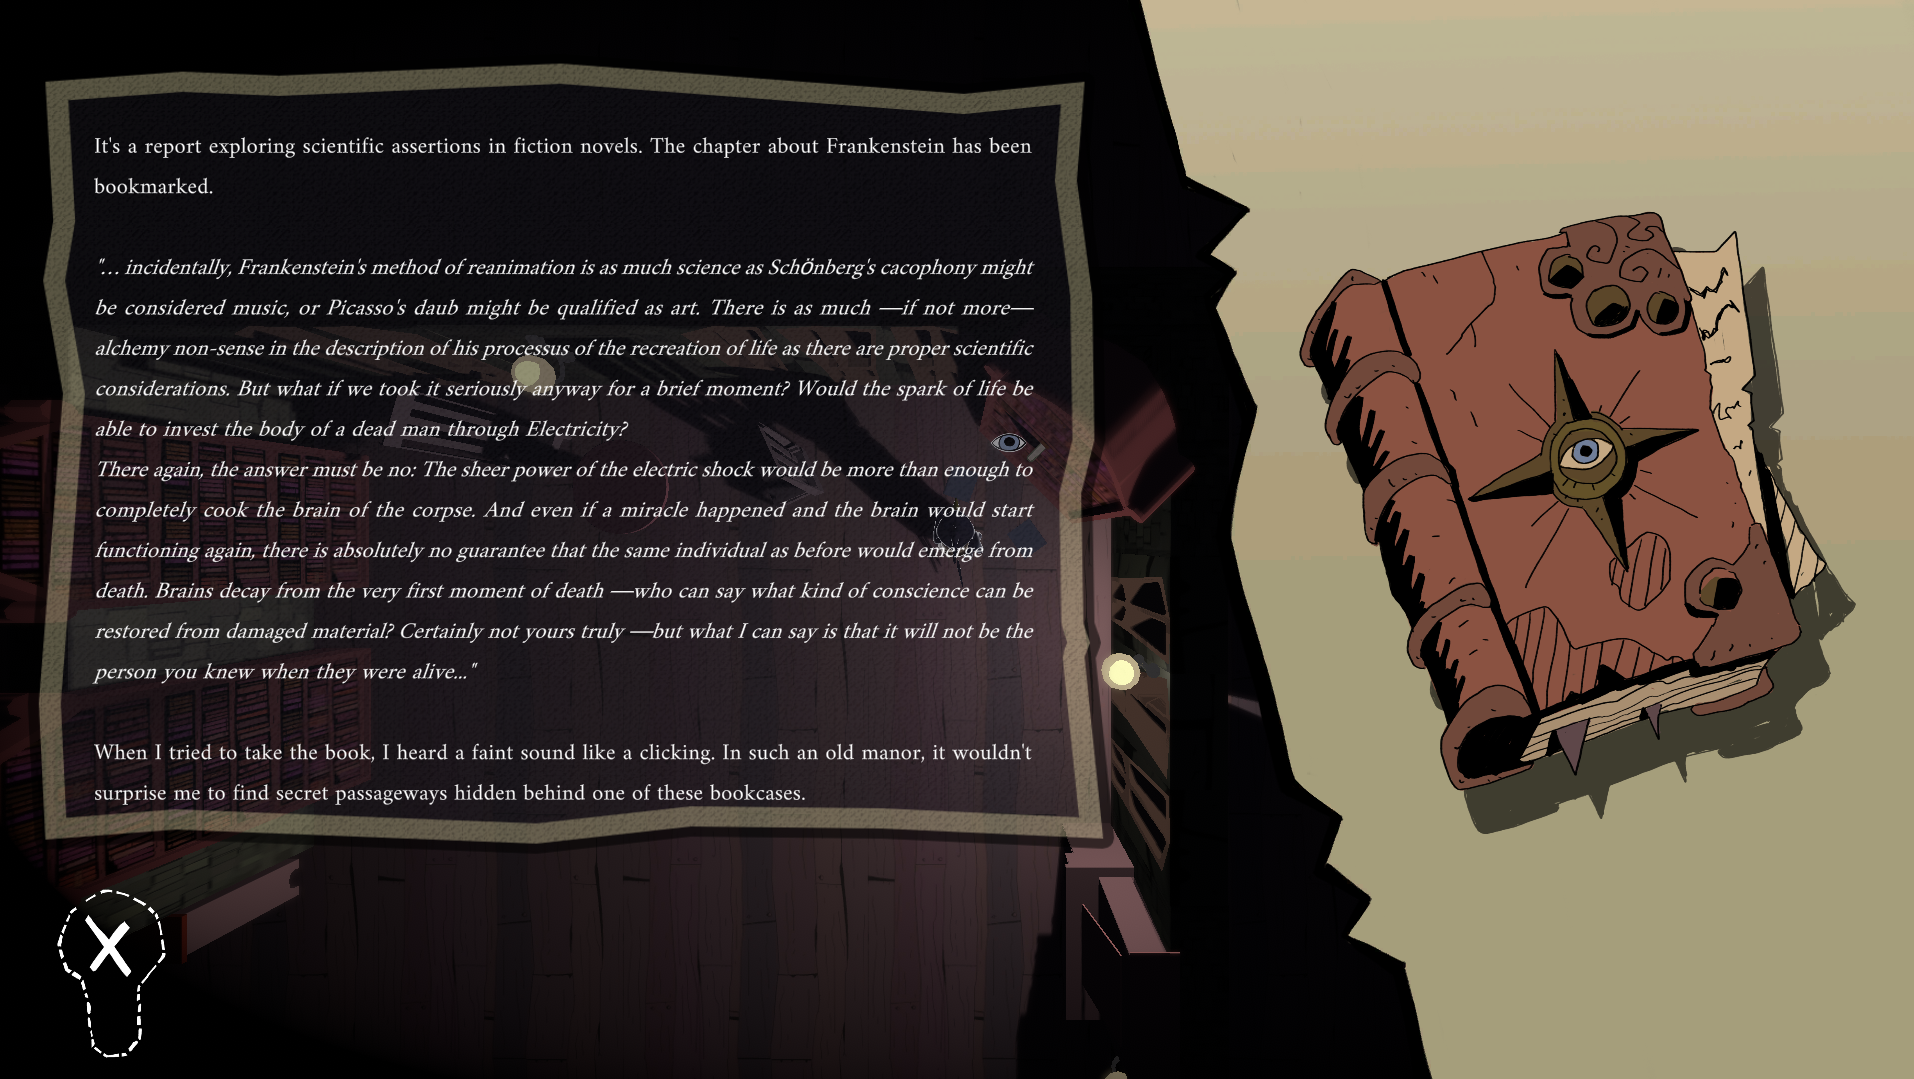 It's a report exploring scientific assertions in fiction novels. The chapter about Frankenstein has been
bookmarked.
"... incidentally, Frankenstein's method of reanimation is as much science as Schönberg's cacophony might
be considered music, or Picasso's daub might be qualified as art. There is as much —if not more—
alchemy non-sense in the description of his processus of the recreation of life as there are proper scientific
considerations. But what if we took it seriously anyway for a brief moment? Would the spark of life be
able to invest the body of a dead man through Electricity?
There again, the answer must be no: The sheer power of the electric shock would be more than enough to
completely cook the brain of the corpse. And even if a miracle happened and the brain would start
functioning again, there is absolutely no guarantee that the same individual as before would emerge from
death. Brains decay from the very first moment of death —who can say what kind of conscience can be
restored from damaged material? Certainly not yours truly —but what I can say is that it will not be the
person you knew when they were alive..."
When I tried to take the book, I heard a faint sound like a clicking. In such an old manor, it wouldn't
surprise me to find secret passageways hidden behind one of these bookcases.
X